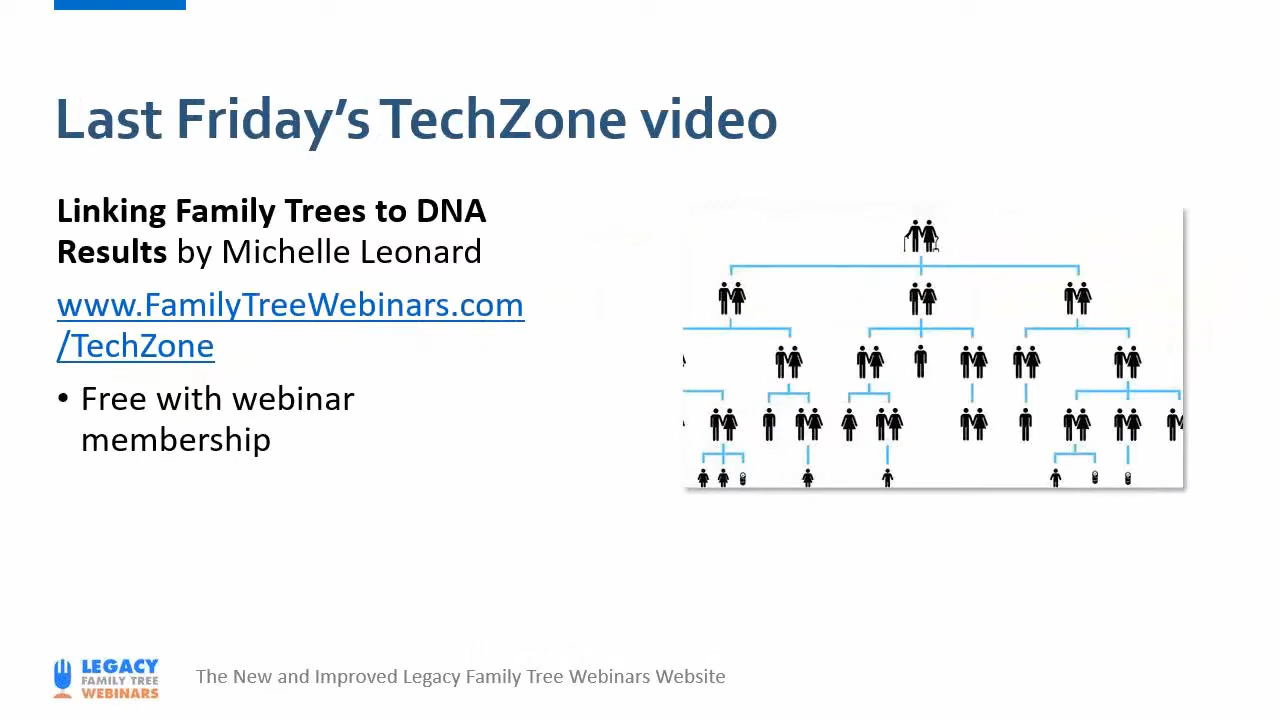 Last Friday's TechZone video
Linking Family Trees to DNA
Results by Michelle Leonard
www.FamilyTreeWebinars.com
/TechZone
• Free with webinar
membership
LEGACY
FAMILY TREE
WEBINARS
The New and Improved Legacy Family Tree Webinars Website